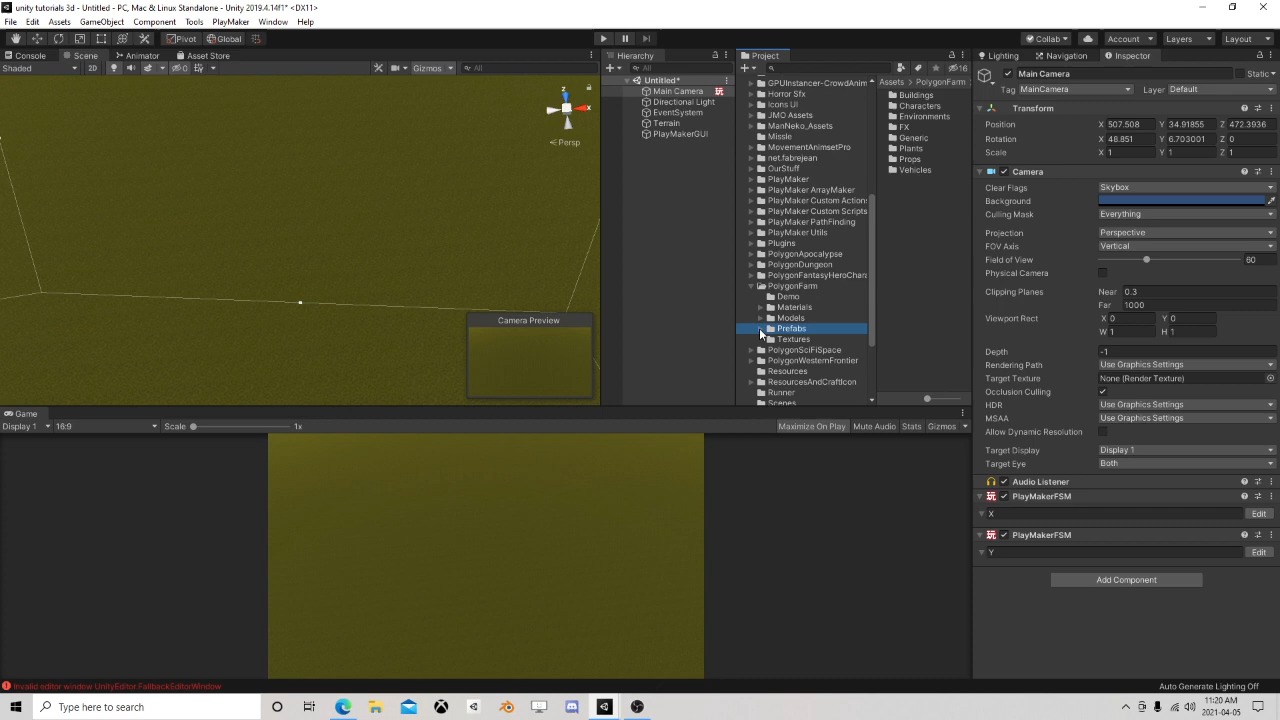 unity tutorials 3d - Untitled - PC, Mac & Linux Standalone - Unity 2019.4.14f1* <DX11>
File Edit Assets GameObject Component Tools PlayMaker Window Help
Pivot Global Collab Account Layers Layout
Console Scene Animator Asset Store
Shaded 2D 0 Gizmos All
z
x
Persp
Camera Preview
Hierarchy
All
Untitled*
Main Camera
Directional Light
EventSystem
Terrain
PlayMakerGUI
Project
16
GPUInstancer-CrowdAnim
Horror Sfx
Icons UI
JMO Assets
ManNeko_Assets
Missle
MovementAnimsetPro
net.fabrejean
OurStuff
PlayMaker
PlayMaker ArrayMaker
PlayMaker Custom Actions
PlayMaker Custom Scripts
PlayMaker PathFinding
PlayMaker Utils
Plugins
PolygonApocalypse
PolygonDungeon
PolygonFantasyHeroChara
PolygonFarm
Demo
Materials
Models
Prefabs
Textures
PolygonSciFiSpace
PolygonWesternFrontier
Resources
ResourcesAndCraftIcon
Runner
Scenes
Assets PolygonFarm
Buildings
Characters
Environments
FX
Generic
Plants
Props
Vehicles
Lighting Navigation Inspector
Main Camera Static
Tag MainCamera Layer Default
Transform
Position X 507.508 Y 34.91855 Z 472.3936
Rotation X 48.851 Y 6.703001 Z 0
Scale X 1 Y 1 Z 1
Camera
Clear Flags Skybox
Background
Culling Mask Everything
Projection Perspective
FOV Axis Vertical
Field of View 60
Physical Camera
Clipping Planes Near 0.3
Far 1000
Viewport Rect X 0 Y 0
W 1 H 1
Depth -1
Rendering Path Use Graphics Settings
Target Texture None (Render Texture)
Occlusion Culling
HDR Use Graphics Settings
MSAA Use Graphics Settings
Allow Dynamic Resolution
Target Display Display 1
Target Eye Both
Audio Listener
PlayMakerFSM
X Edit
PlayMakerFSM
Y Edit
Add Component
Game
Display 1 16:9 Scale 1x Maximize On Play Mute Audio Stats Gizmos
Invalid editor window UnityEditor.FallbackEditorWindow
Auto Generate Lighting Off
Type here to search
11:20 AM
2021-04-05